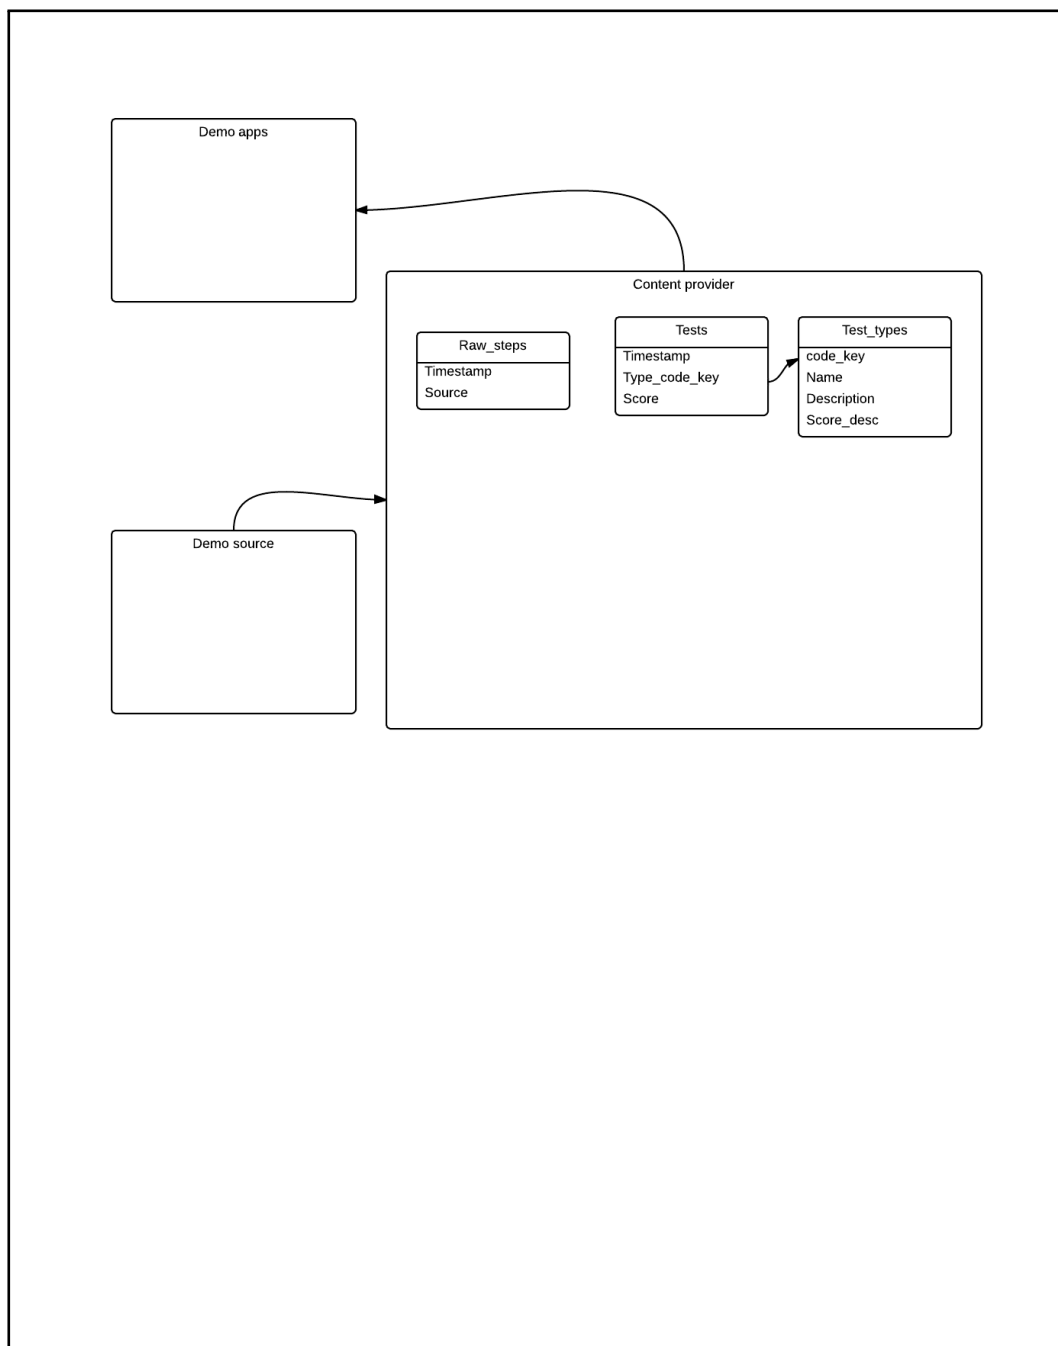 Demo apps
Content provider
Raw_steps
Timestamp
Source
Tests
Timestamp
Type_code_key
Score
Test_types
code_key
Name
Description
Score_desc
Demo source